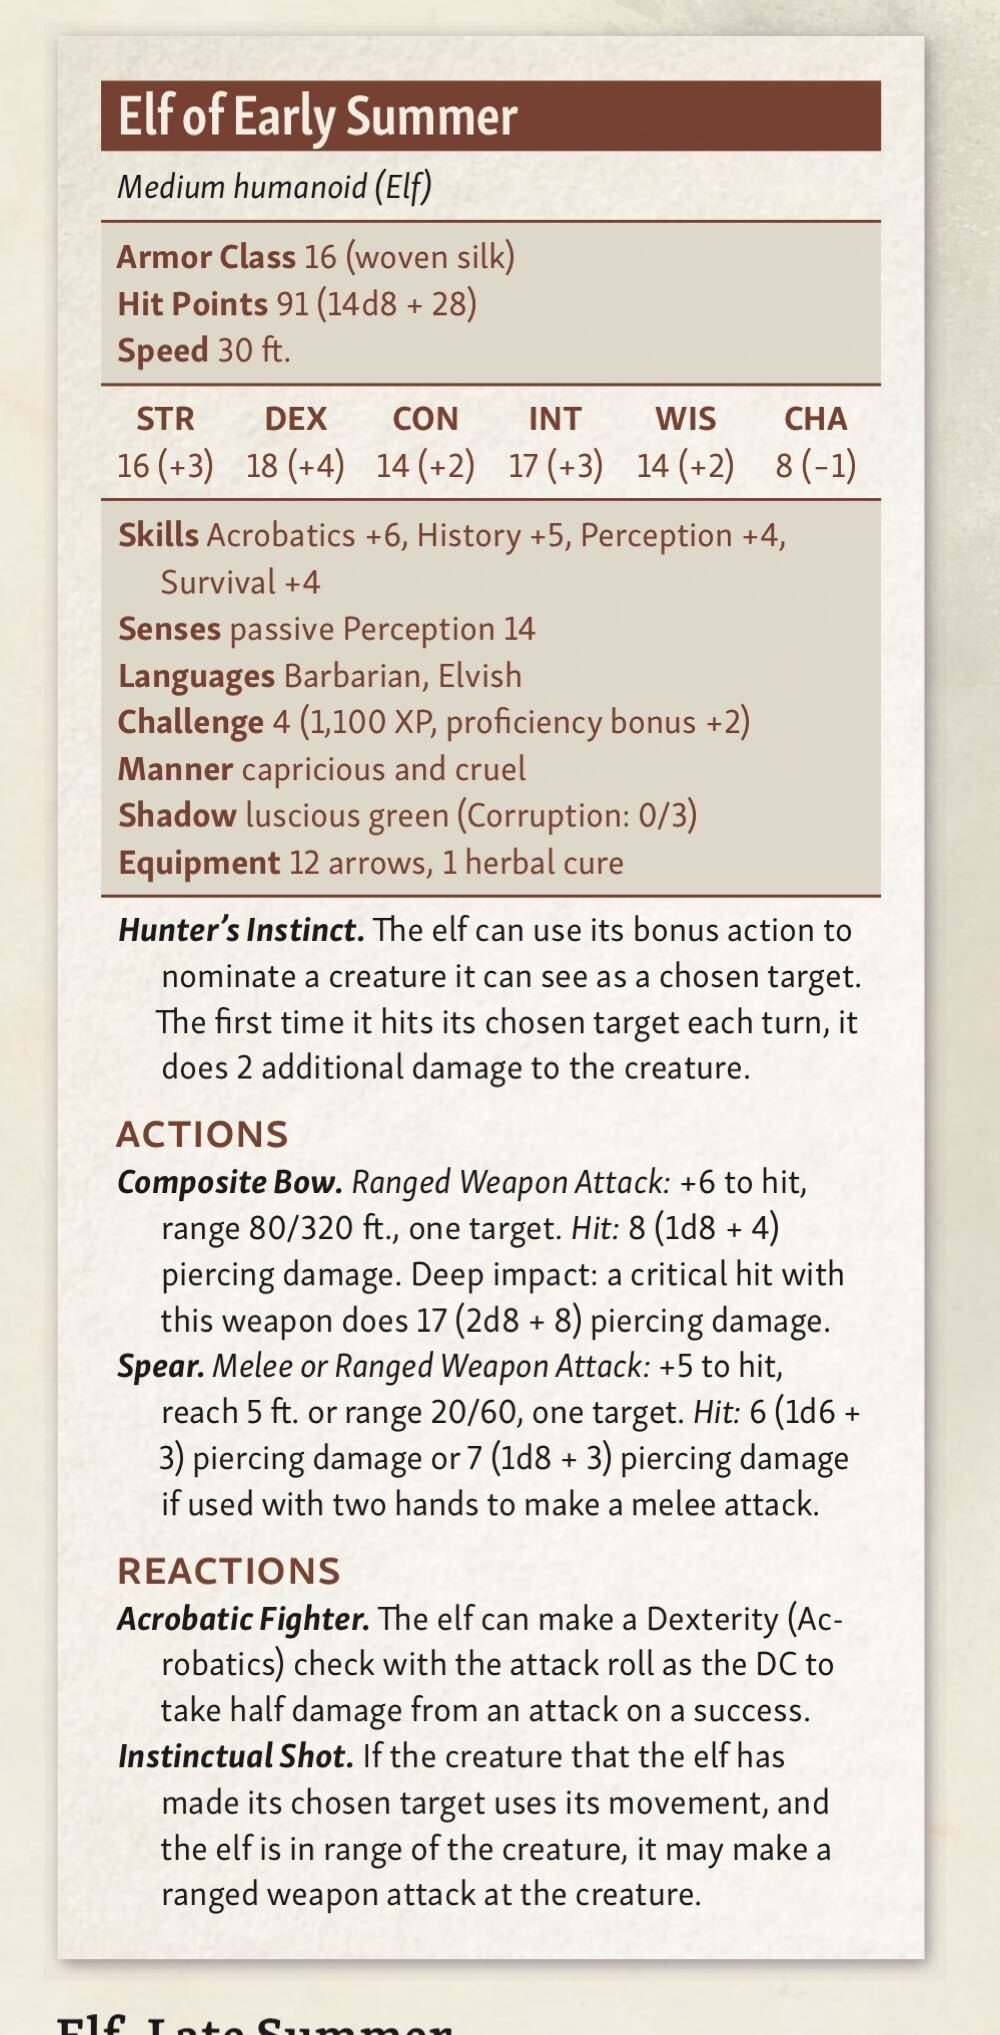 Elf of Early Summer
Medium humanoid (Elf)
Armor Class 16 (woven silk)
Hit Points 91 (14d8 + 28)
Speed 30 ft.
STR DEX CON INT WIS CHA
16 (+3) 18 (+4) 14 (+2) 17 (+3) 14 (+2) 8 (−1)
Skills Acrobatics +6, History +5, Perception +4,
Survival +4
Senses passive Perception 14
Languages Barbarian, Elvish
Challenge 4 (1,100 XP, proficiency bonus +2)
Manner capricious and cruel
Shadow luscious green (Corruption: 0/3)
Equipment 12 arrows, 1 herbal cure
Hunter’s Instinct. The elf can use its bonus action to
nominate a creature it can see as a chosen target.
The first time it hits its chosen target each turn, it
does 2 additional damage to the creature.
ACTIONS
Composite Bow. Ranged Weapon Attack: +6 to hit,
range 80/320 ft., one target. Hit: 8 (1d8 + 4)
piercing damage. Deep impact: a critical hit with
this weapon does 17 (2d8 + 8) piercing damage.
Spear. Melee or Ranged Weapon Attack: +5 to hit,
reach 5 ft. or range 20/60, one target. Hit: 6 (1d6 +
3) piercing damage or 7 (1d8 + 3) piercing damage
if used with two hands to make a melee attack.
REACTIONS
Acrobatic Fighter. The elf can make a Dexterity (Ac-
robatics) check with the attack roll as the DC to
take half damage from an attack on a success.
Instinctual Shot. If the creature that the elf has
made its chosen target uses its movement, and
the elf is in range of the creature, it may make a
ranged weapon attack at the creature.
Elf, Late Summer